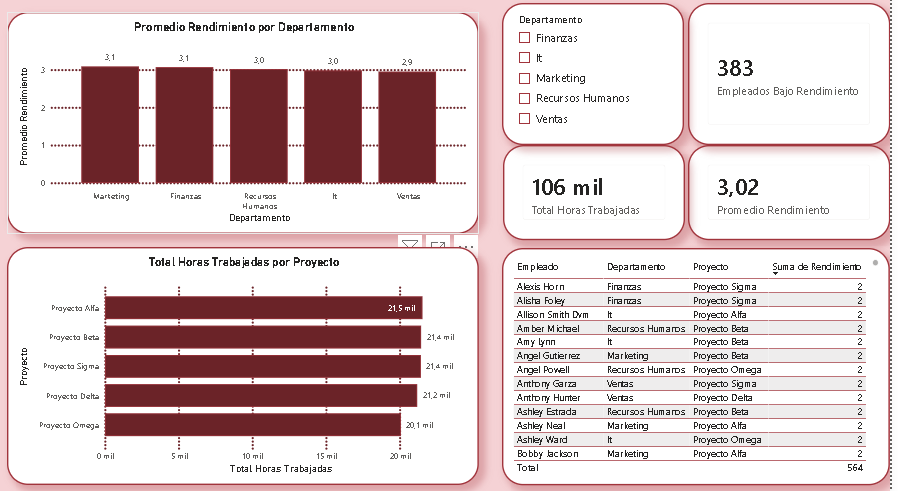 Promedio Rendimiento por Departamento
3,1
3,1
3,0
3,0
2,9
3
2
1
0
Promedio Rendimiento
Marketing
Finanzas
Recursos
Humanos
It
Ventas
Departamento
Departamento
Finanzas
It
Marketing
Recursos Humanos
Ventas
383
Empleados Bajo Rendimiento
106 mil
Total Horas Trabajadas
3,02
Promedio Rendimiento
Total Horas Trabajadas por Proyecto
Proyecto
Proyecto Alfa 21,5 mil
Proyecto Beta 21,4 mil
Proyecto Sigma 21,4 mil
Proyecto Delta 21,2 mil
Proyecto Omega 20,1 mil
0 mil 5 mil 10 mil 15 mil 20 mil
Total Horas Trabajadas
Empleado Departamento Proyecto Suma de Rendimiento
Alexis Horn Finanzas Proyecto Sigma 2
Alisha Foley Finanzas Proyecto Sigma 2
Allison Smith Dvm It Proyecto Alfa 2
Amber Michael Recursos Humanos Proyecto Beta 2
Amy Lynn It Proyecto Beta 2
Angel Gutierrez Marketing Proyecto Beta 2
Angel Powell Recursos Humanos Proyecto Omega 2
Anthony Garza Ventas Proyecto Sigma 2
Anthony Hunter Ventas Proyecto Delta 2
Ashley Estrada Recursos Humanos Proyecto Beta 2
Ashley Neal Marketing Proyecto Alfa 2
Ashley Ward It Proyecto Omega 2
Bobby Jackson Marketing Proyecto Alfa 2
Total 564